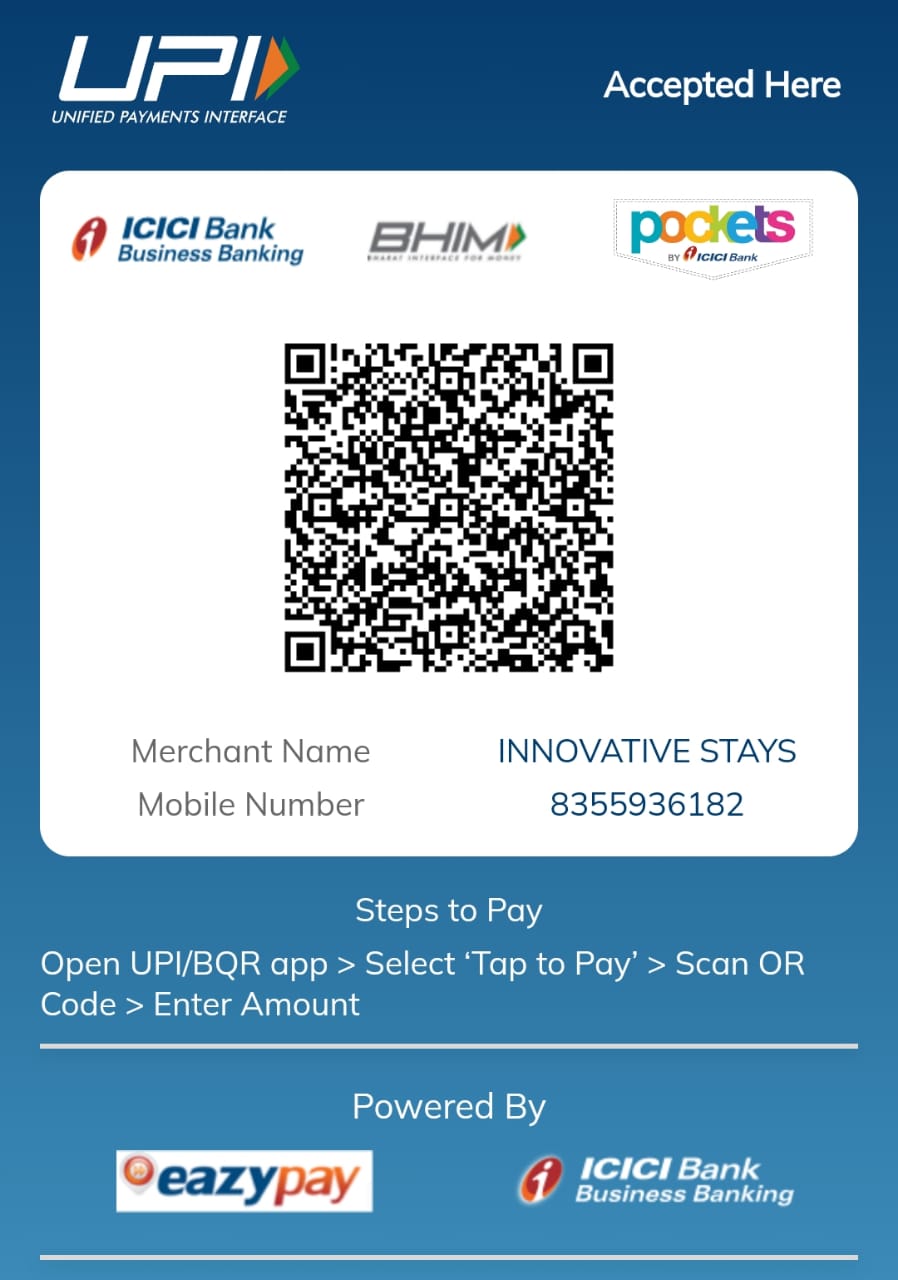 UPI
UNIFIED PAYMENTS INTERFACE
Accepted Here
ICICI Bank
Business Banking
BHIM
BHARAT INTERFACE FOR MONEY
pockets
BY ICICI Bank
Merchant Name INNOVATIVE STAYS
Mobile Number 8355936182
Steps to Pay
Open UPI/BQR app > Select ‘Tap to Pay’ > Scan OR
Code > Enter Amount
Powered By
eazypay
ICICI Bank
Business Banking